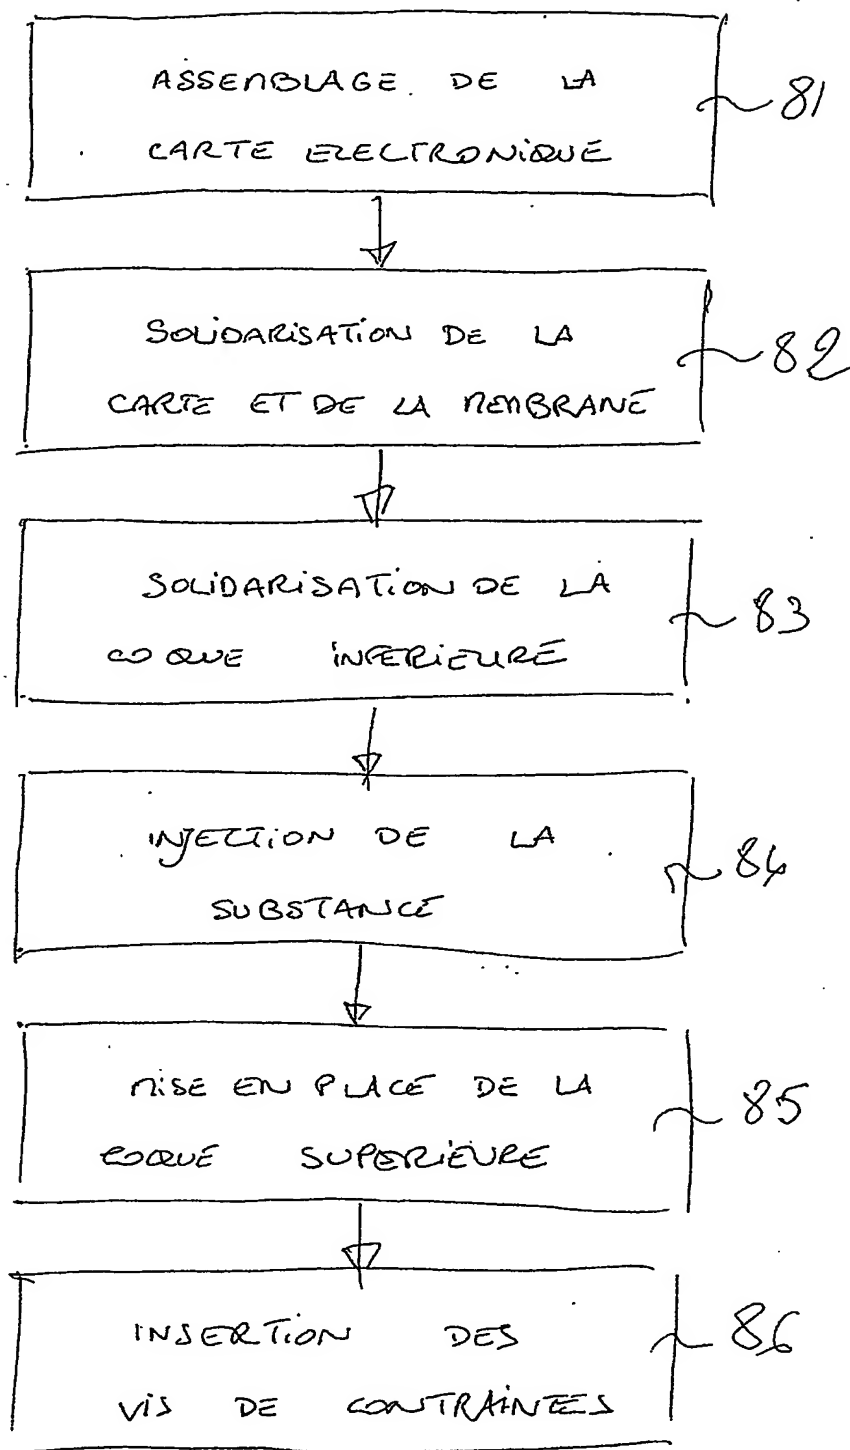 ASSEMBLAGE DE LA
CARTE ELECTRONIQUE
81
SOLIDARISATION DE LA
CARTE ET DE LA MEMBRANE
82
SOLIDARISATION DE LA
COQUE INFERIEURE
83
INJECTION DE LA
SUBSTANCE
84
MISE EN PLACE DE LA
COQUE SUPERIEURE
85
INSERTION DES
VIS DE CONTRAINTES
86